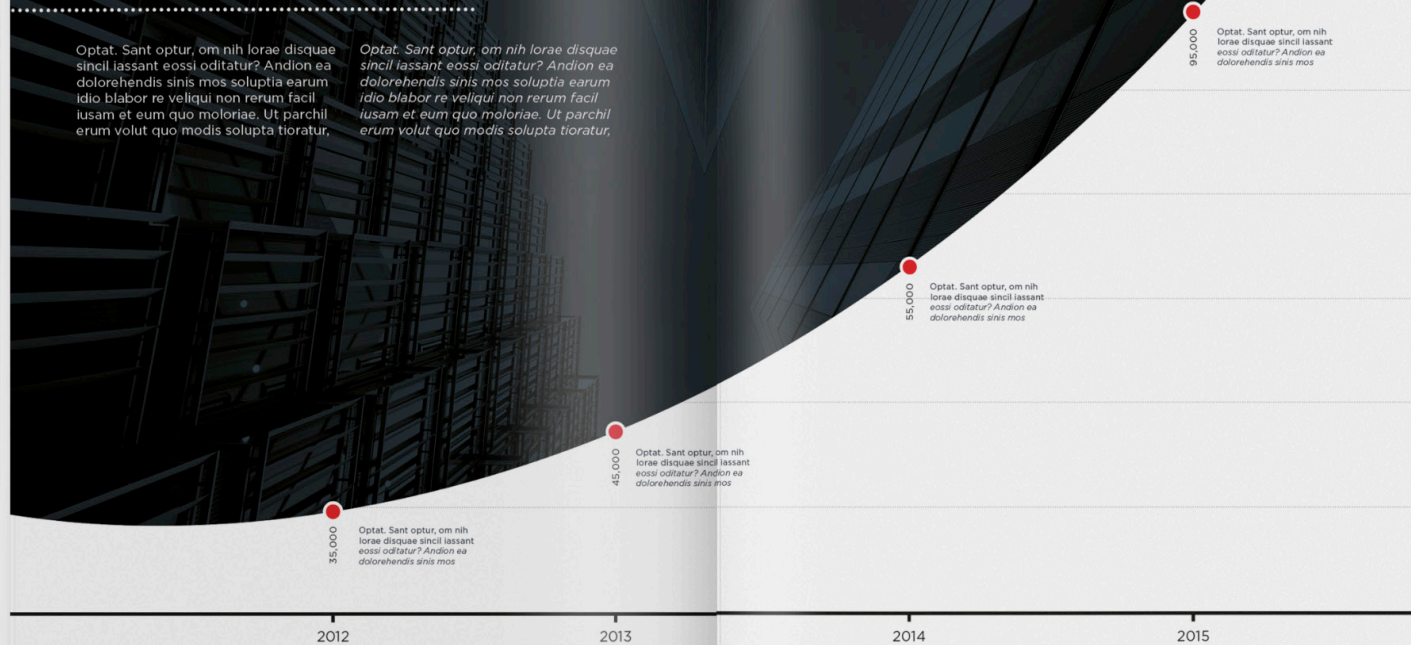 Optat. Sant optur, om nih lorae disquae
sincil iassant eossi oditatur? Andion ea
dolorehendis sinis mos soluptia earum
idio blabor re veliqui non rerum facil
iusam et eum quo moloriae. Ut parchil
erum volut quo modis solupta tioratur,
Optat. Sant optur, om nih lorae disquae
sincil iassant eossi oditatur? Andion ea
dolorehendis sinis mos soluptia earum
idio blabor re veliqui non rerum facil
iusam et eum quo moloriae. Ut parchil
erum volut quo modis solupta tioratur,
95,000
Optat. Sant optur, om nih
lorae disquae sincil iassant
eossi oditatur? Andion ea
dolorehendis sinis mos
55,000
Optat. Sant optur, om nih
lorae disquae sincil iassant
eossi oditatur? Andion ea
dolorehendis sinis mos
45,000
Optat. Sant optur, om nih
lorae disquae sincil iassant
eossi oditatur? Andion ea
dolorehendis sinis mos
35,000
Optat. Sant optur, om nih
lorae disquae sincil iassant
eossi oditatur? Andion ea
dolorehendis sinis mos
2012
2013
2014
2015